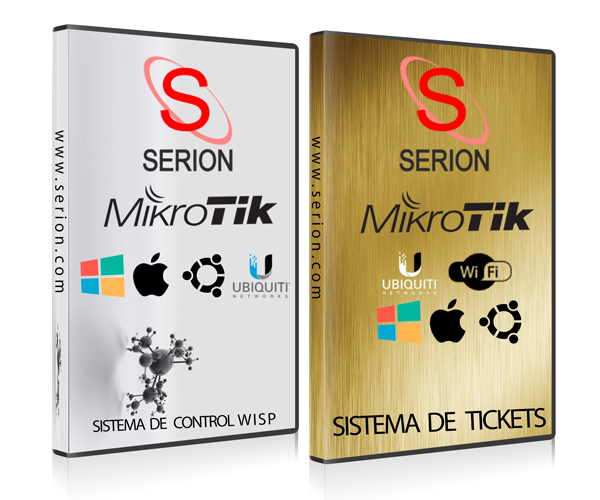 www.serion.com
S
SERION
MikroTik
U
UBIQUITI
NETWORKS
SISTEMA DE CONTROL WISP
www.serion.com
S
SERION
MikroTik
U
UBIQUITI
NETWORKS
Wi Fi
SISTEMA DE TICKETS